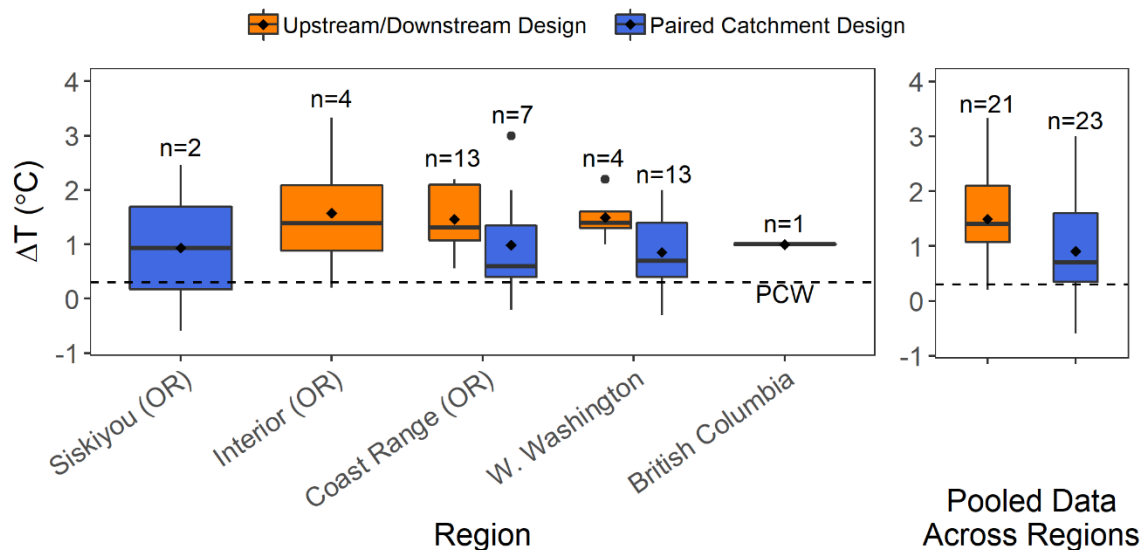 Upstream/Downstream Design Paired Catchment Design
4
3
2
1
0
-1
ΔT (°C)
n=2
n=4
n=13
n=7
n=4
n=13
n=1
PCW
Siskiyou (OR)
Interior (OR)
Coast Range (OR)
W. Washington
British Columbia
Region
4
3
2
1
0
-1
n=21
n=23
Pooled Data
Across Regions